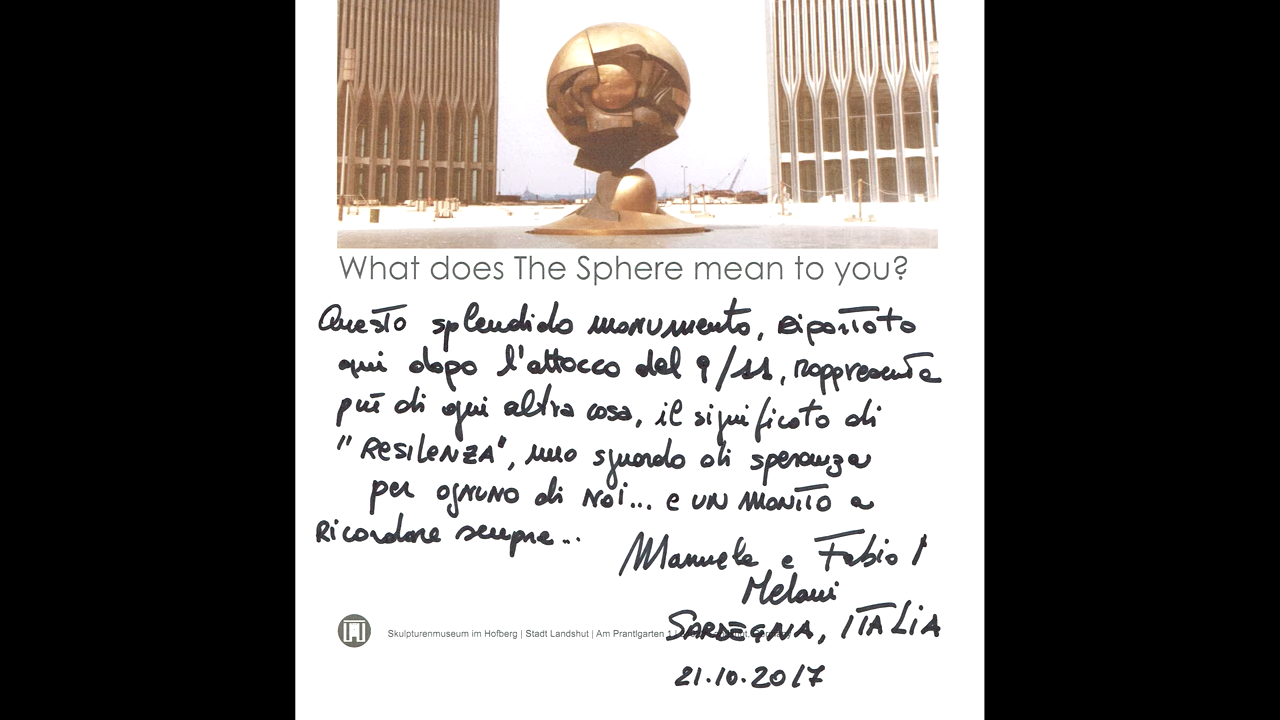 What does The Sphere mean to you?
Questo splendido monumento, riportato
qui dopo l'attacco del 9/11, rappresenta
più di ogni altra cosa, il significato di
"RESILENZA", uno sguardo di speranza
per ognuno di noi... e un monito a
Ricordare sempre...
Manuela e Fabio
Melani
SARDEGNA, ITALIA
Skulpturenmuseum im Hofberg | Stadt Landshut | Am Prantlgarten 1
21.10.2017